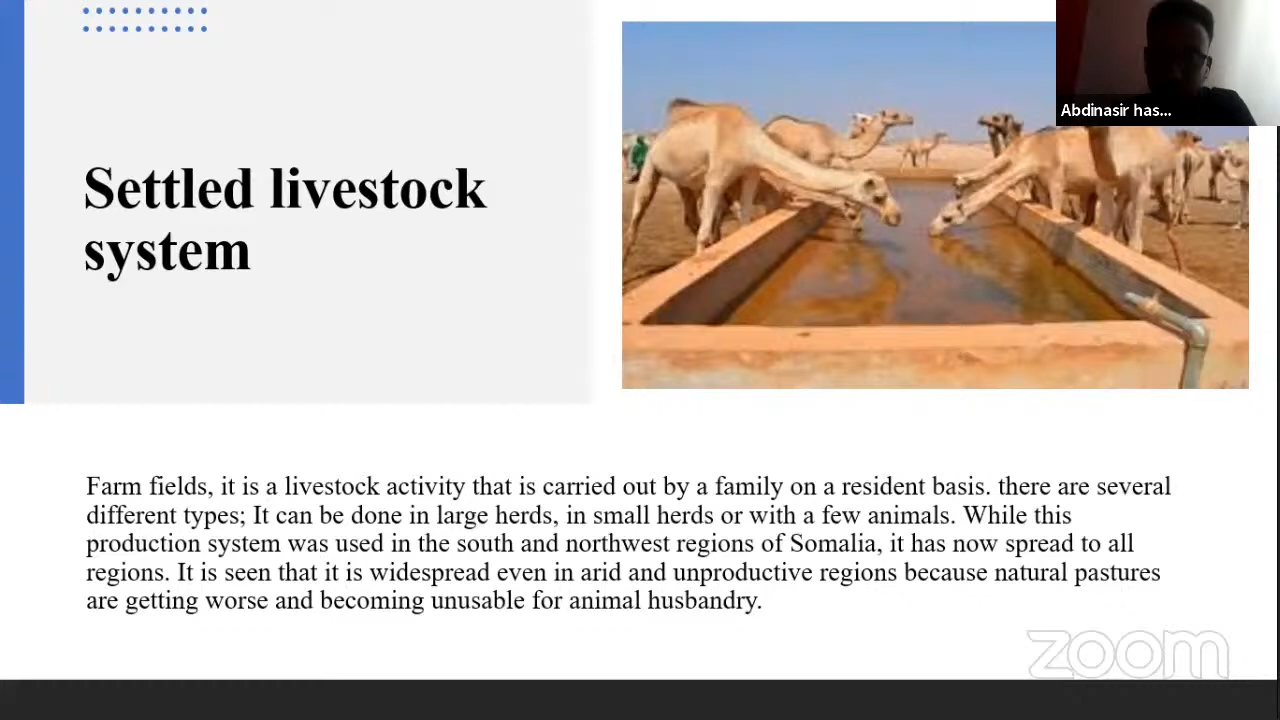 Abdinasir has...
Settled livestock
system
Farm fields, it is a livestock activity that is carried out by a family on a resident basis. there are several
different types; It can be done in large herds, in small herds or with a few animals. While this
production system was used in the south and northwest regions of Somalia, it has now spread to all
regions. It is seen that it is widespread even in arid and unproductive regions because natural pastures
are getting worse and becoming unusable for animal husbandry.
zoom